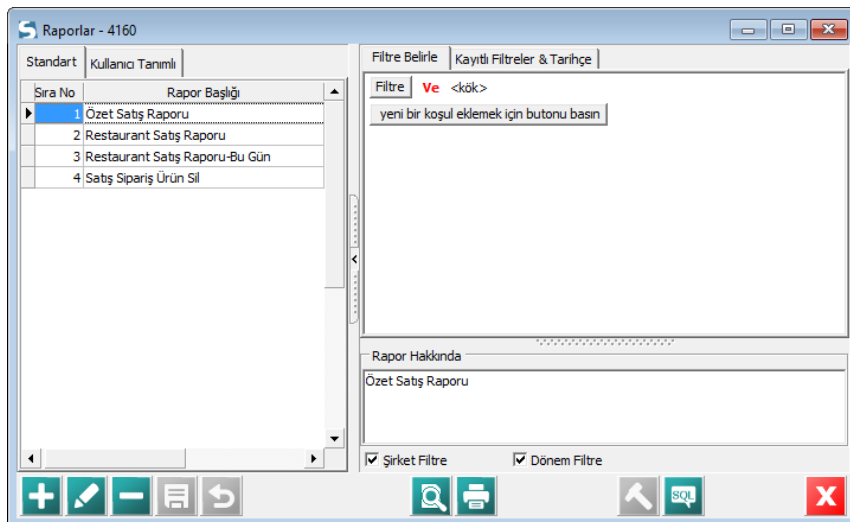 Raporlar - 4160
Standart
Kullanıcı Tanımlı
Sıra No
Rapor Başlığı
1 Özet Satış Raporu
2 Restaurant Satış Raporu
3 Restaurant Satış Raporu-Bu Gün
4 Satış Sipariş Ürün Sil
Filtre Belirle
Kayıtlı Filtreler & Tarihçe
Filtre Ve <kök>
yeni bir koşul eklemek için butonu basın
Rapor Hakkında
Özet Satış Raporu
Şirket Filtre
Dönem Filtre
SQL
X